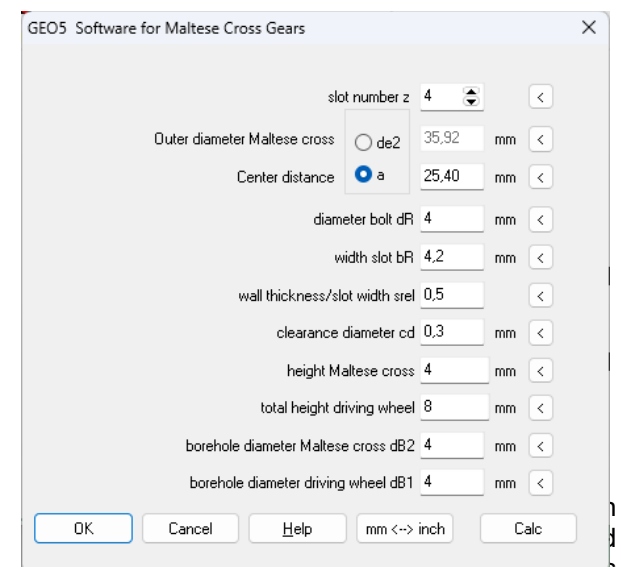 GEO5 Software for Maltese Cross Gears
slot number z 4 <
Outer diameter Maltese cross de2 35,92 mm <
Center distance a 25,40 mm <
diameter bolt dR 4 mm <
width slot bR 4,2 mm <
wall thickness/slot width srel 0,5 <
clearance diameter cd 0,3 mm <
height Maltese cross 4 mm <
total height driving wheel 8 mm <
borehole diameter Maltese cross dB2 4 mm <
borehole diameter driving wheel dB1 4 mm <
OK Cancel Help mm <--> inch Calc